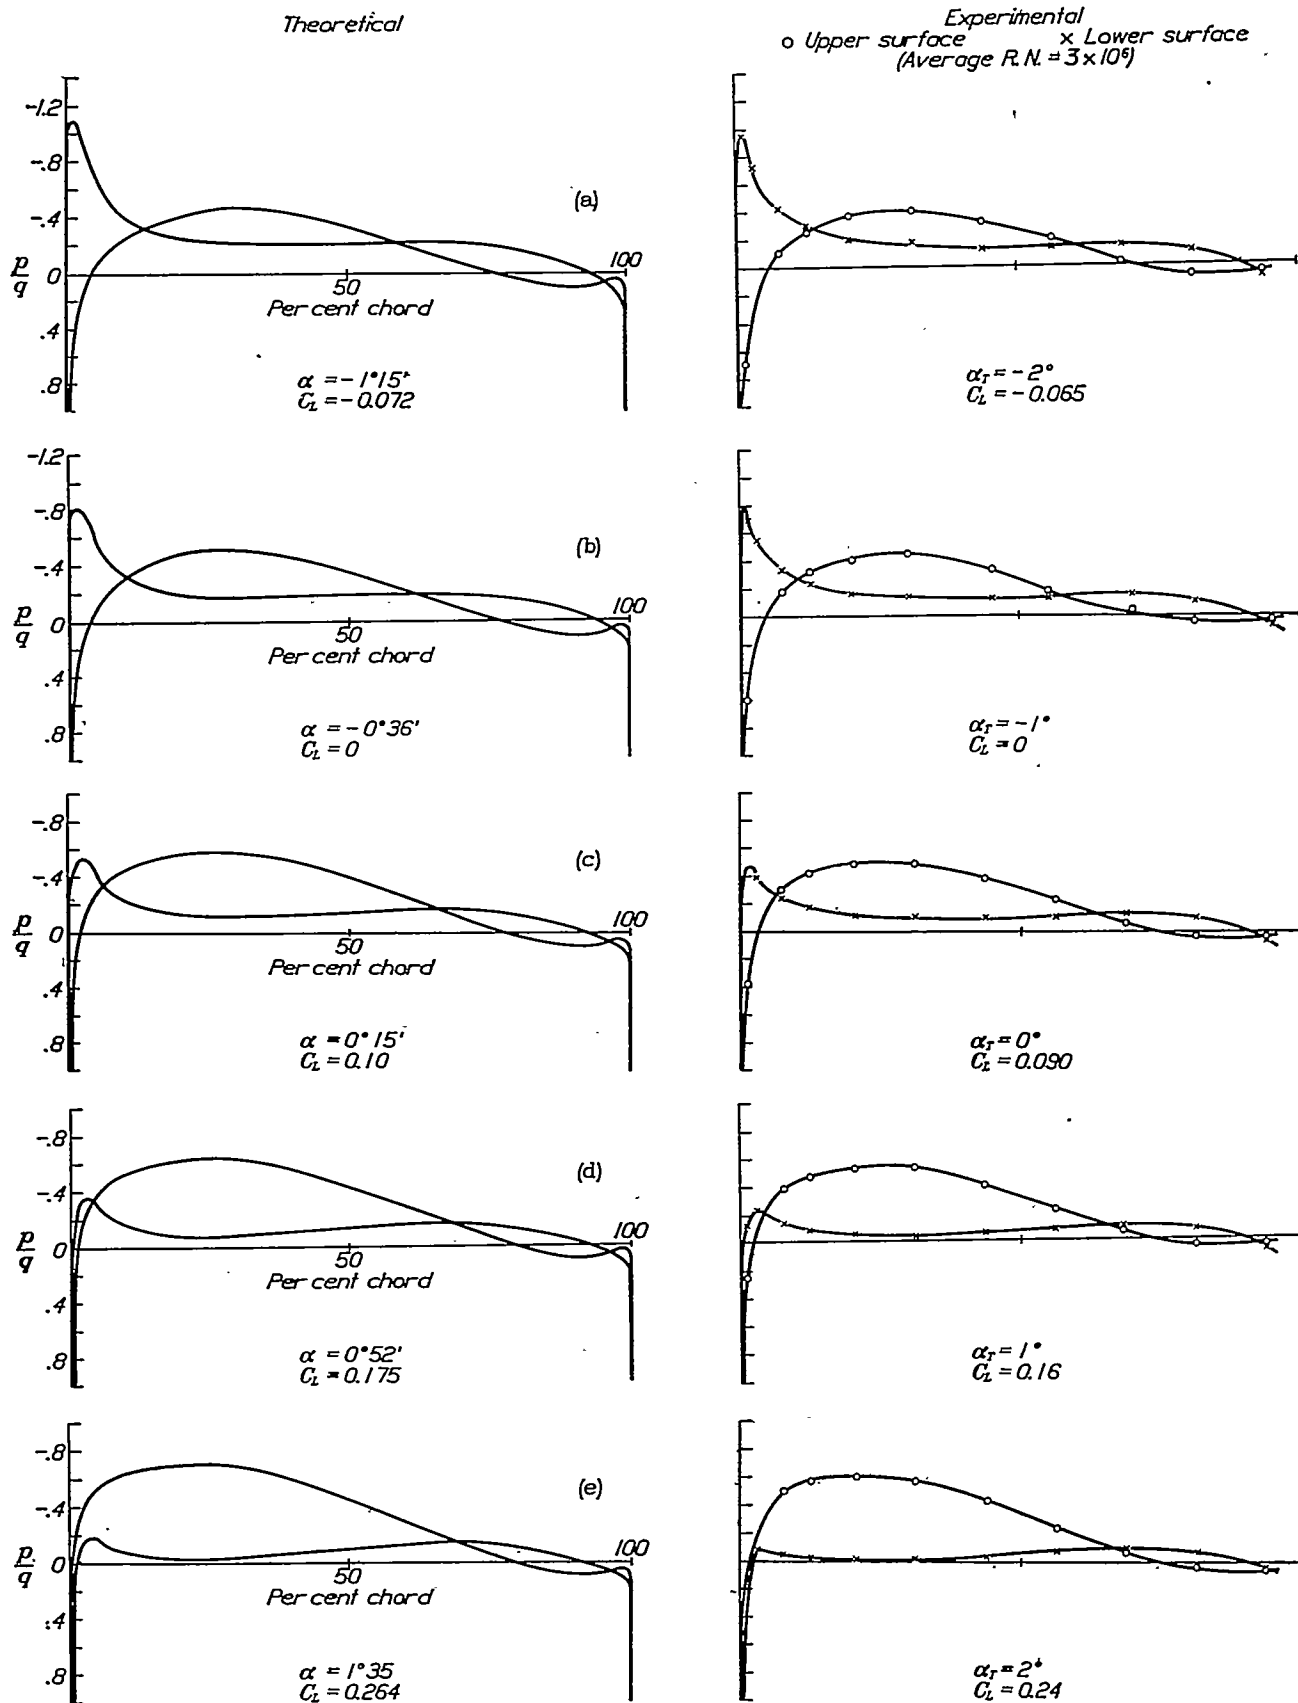 Theoretical
Experimental
o Upper surface × Lower surface
(Average R.N. = 3×10⁶)
-1.2
-.8
-.4
p/q 0
.4
.8
50
100
Per cent chord
(a)
α = -1°15'
C_L = -0.072
α_T = -2°
C_L = -0.065
-1.2
-.8
-.4
p/q 0
.4
.8
50
100
Per cent chord
(b)
α = -0°36'
C_L = 0
α_T = -1°
C_L = 0
-.8
-.4
p/q 0
.4
.8
50
100
Per cent chord
(c)
α = 0°15'
C_L = 0.10
α_T = 0°
C_L = 0.090
-.8
-.4
p/q 0
.4
.8
50
100
Per cent chord
(d)
α = 0°52'
C_L = 0.175
α_T = 1°
C_L = 0.16
-.8
-.4
p/q 0
.4
.8
50
100
Per cent chord
(e)
α = 1°35
C_L = 0.264
α_T = 2°
C_L = 0.24